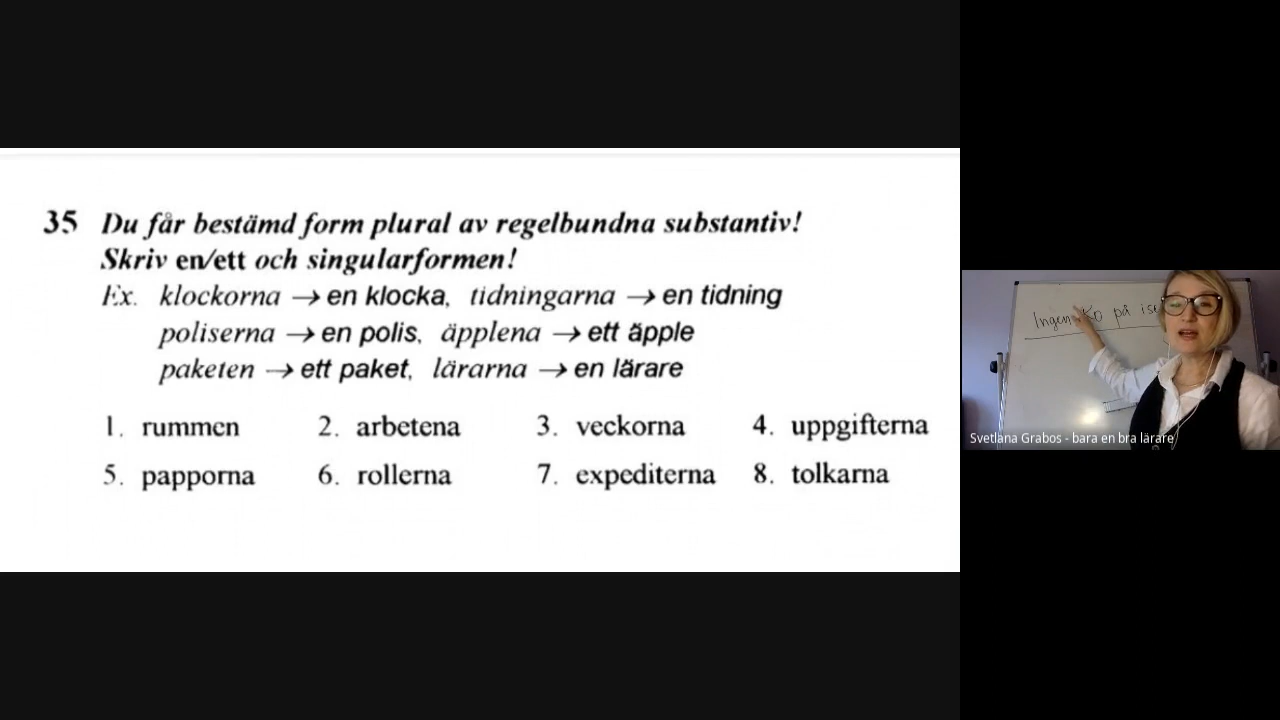 35 Du får bestämd form plural av regelbundna substantiv!
Skriv en/ett och singularformen!
Ex. klockorna → en klocka, tidningarna → en tidning
poliserna → en polis, äpplena → ett äpple
paketen → ett paket, lärarna → en lärare
1. rummen 2. arbetena 3. veckorna 4. uppgifterna
5. papporna 6. rollerna 7. expediterna 8. tolkarna
Ingen ko på
Svetlana Grabos - bara en bra lärare